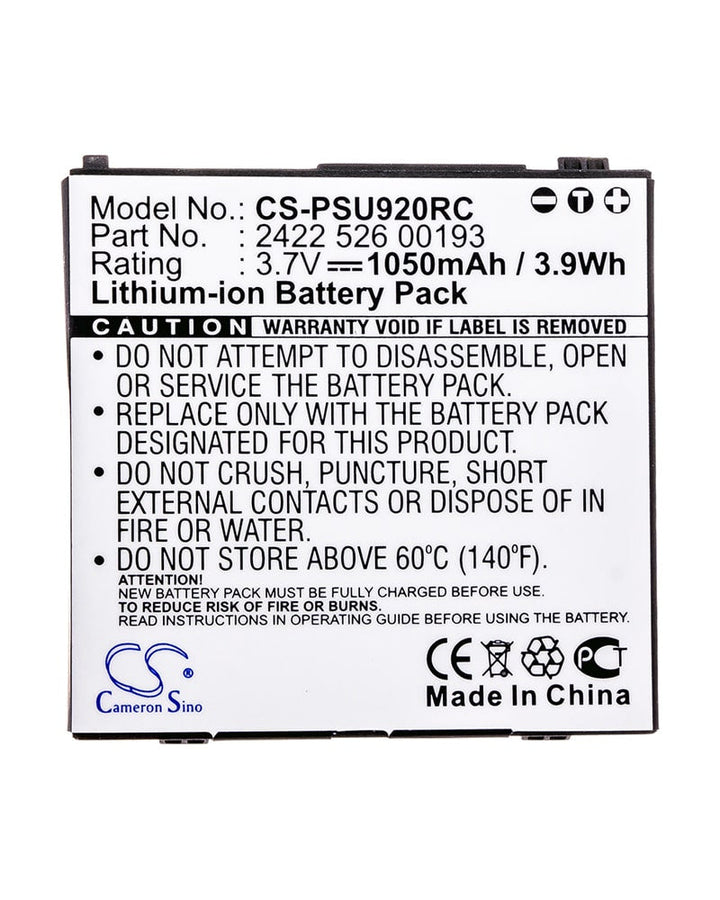 Model No.: CS-PSU920RC - T +
Part No. : 2422 526 00193
Rating : 3.7V 1050mAh / 3.9Wh
Lithium-ion Battery Pack
CAUTION WARRANTY VOID IF LABEL IS REMOVED
• DO NOT ATTEMPT TO DISASSEMBLE, OPEN
OR SERVICE THE BATTERY PACK.
• REPLACE ONLY WITH THE BATTERY PACK
DESIGNATED FOR THIS PRODUCT.
• DO NOT CRUSH, PUNCTURE, SHORT
EXTERNAL CONTACTS OR DISPOSE OF IN
FIRE OR WATER.
• DO NOT STORE ABOVE 60ºC (140ºF).
ATTENTION!
NEW BATTERY PACK MUST BE FULLY CHARGED BEFORE USE.
TO REDUCE RISK OF FIRE OR BURNS.
READ INSTRUCTIONS IN OPERATING GUIDE BEFORE USING THE BATTERY.
CS®
Cameron Sino
CE PCT
Made In China